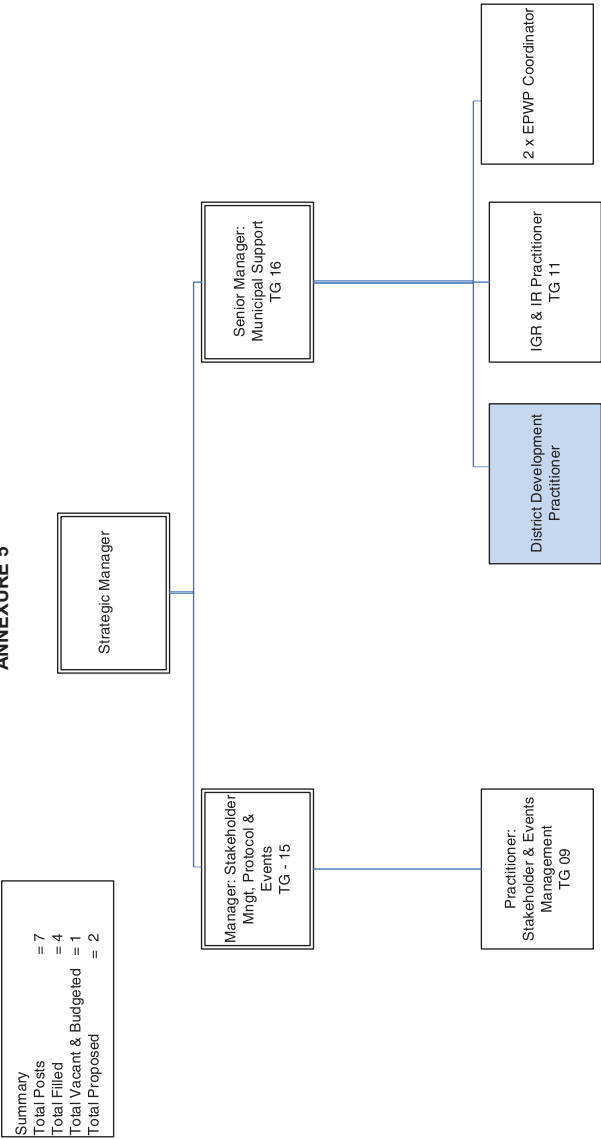 ANNEXURE 5
Summary
Total Posts = 7
Total Filled = 4
Total Vacant & Budgeted = 1
Total Proposed = 2
Strategic Manager
Manager: Stakeholder
Mngt, Protocol &
Events
TG - 15
Senior Manager:
Municipal Support
TG 16
Practitioner:
Stakeholder & Events
Management
TG 09
District Development
Practitioner
IGR & IR Practitioner
TG 11
2 x EPWP Coordinator